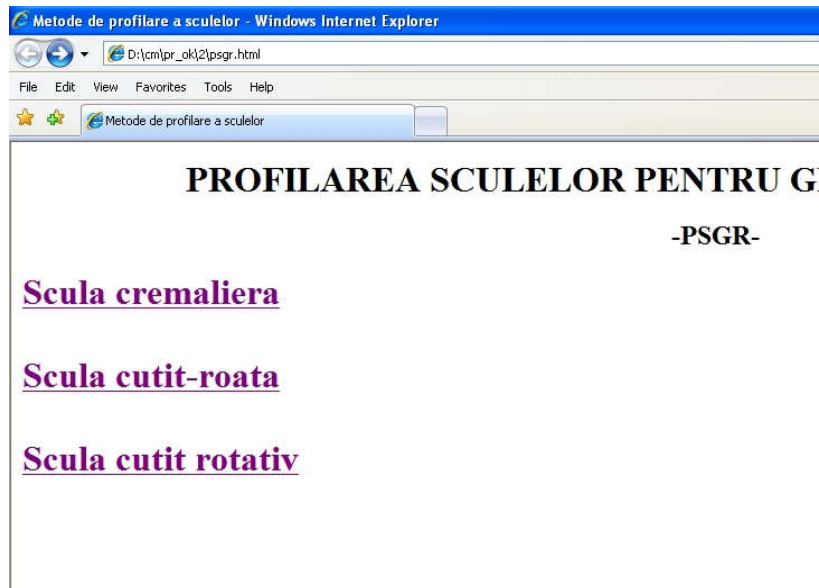 Metode de profilare a sculelor - Windows Internet Explorer
D:\cm\pr_ok\2\psgr.html
File Edit View Favorites Tools Help
Metode de profilare a sculelor
PROFILAREA SCULELOR PENTRU
-PSGR-
Scula cremaliera
Scula cutit-roata
Scula cutit rotativ